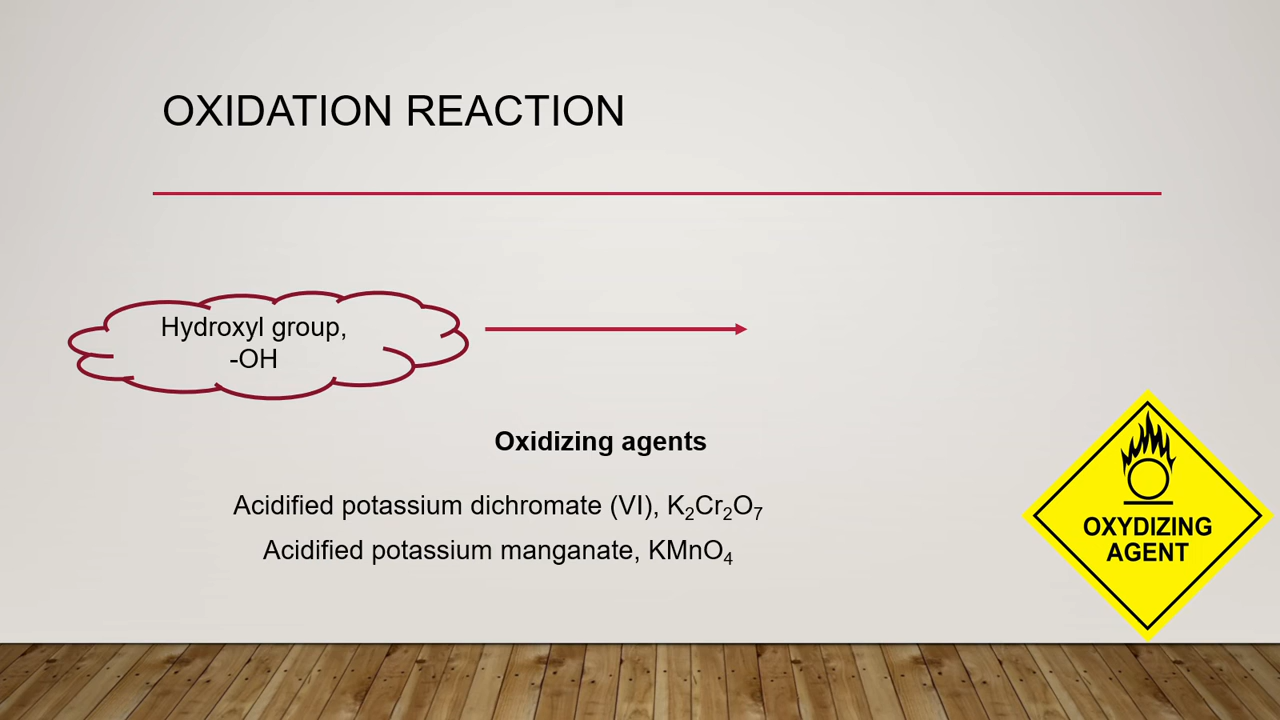 OXIDATION REACTION
Hydroxyl group,
-OH
Oxidizing agents
Acidified potassium dichromate (VI), K₂Cr₂O₇
Acidified potassium manganate, KMnO₄
OXYDIZING
AGENT